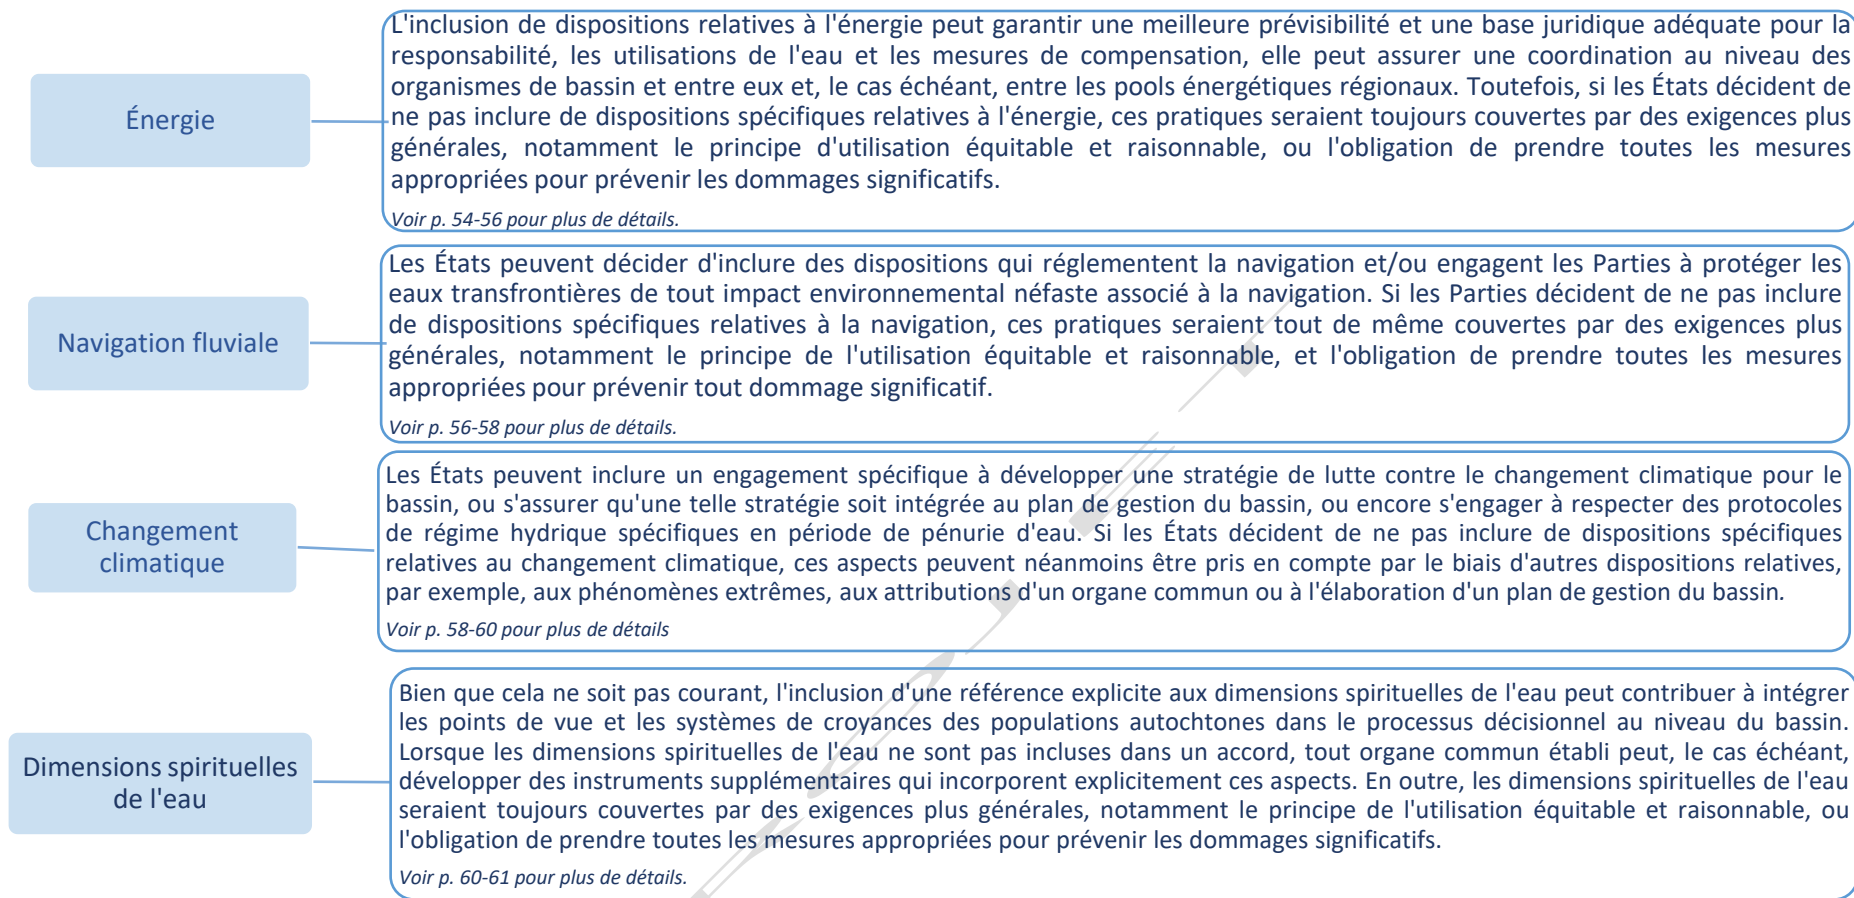 Énergie
L'inclusion de dispositions relatives à l'énergie peut garantir une meilleure prévisibilité et une base juridique adéquate pour la
responsabilité, les utilisations de l'eau et les mesures de compensation, elle peut assurer une coordination au niveau des
organismes de bassin et entre eux et, le cas échéant, entre les pools énergétiques régionaux. Toutefois, si les États décident de
ne pas inclure de dispositions spécifiques relatives à l'énergie, ces pratiques seraient toujours couvertes par des exigences plus
générales, notamment le principe d'utilisation équitable et raisonnable, ou l'obligation de prendre toutes les mesures
appropriées pour prévenir les dommages significatifs.
Voir p. 54-56 pour plus de détails.
Navigation fluviale
Les États peuvent décider d'inclure des dispositions qui réglementent la navigation et/ou engagent les Parties à protéger les
eaux transfrontières de tout impact environnemental néfaste associé à la navigation. Si les Parties décident de ne pas inclure
de dispositions spécifiques relatives à la navigation, ces pratiques seraient tout de même couvertes par des exigences plus
générales, notamment le principe de l'utilisation équitable et raisonnable, et l'obligation de prendre toutes les mesures
appropriées pour prévenir tout dommage significatif.
Voir p. 56-58 pour plus de détails.
Changement
climatique
Les États peuvent inclure un engagement spécifique à développer une stratégie de lutte contre le changement climatique pour le
bassin, ou s'assurer qu'une telle stratégie soit intégrée au plan de gestion du bassin, ou encore s'engager à respecter des protocoles
de régime hydrique spécifiques en période de pénurie d'eau. Si les États décident de ne pas inclure de dispositions spécifiques
relatives au changement climatique, ces aspects peuvent néanmoins être pris en compte par le biais d'autres dispositions relatives,
par exemple, aux phénomènes extrêmes, aux attributions d'un organe commun ou à l'élaboration d'un plan de gestion du bassin.
Voir p. 58-60 pour plus de détails
Dimensions spirituelles
de l'eau
Bien que cela ne soit pas courant, l'inclusion d'une référence explicite aux dimensions spirituelles de l'eau peut contribuer à intégrer
les points de vue et les systèmes de croyances des populations autochtones dans le processus décisionnel au niveau du bassin.
Lorsque les dimensions spirituelles de l'eau ne sont pas incluses dans un accord, tout organe commun établi peut, le cas échéant,
développer des instruments supplémentaires qui incorporent explicitement ces aspects. En outre, les dimensions spirituelles de l'eau
seraient toujours couvertes par des exigences plus générales, notamment le principe de l'utilisation équitable et raisonnable, ou
l'obligation de prendre toutes les mesures appropriées pour prévenir les dommages significatifs.
Voir p. 60-61 pour plus de détails.